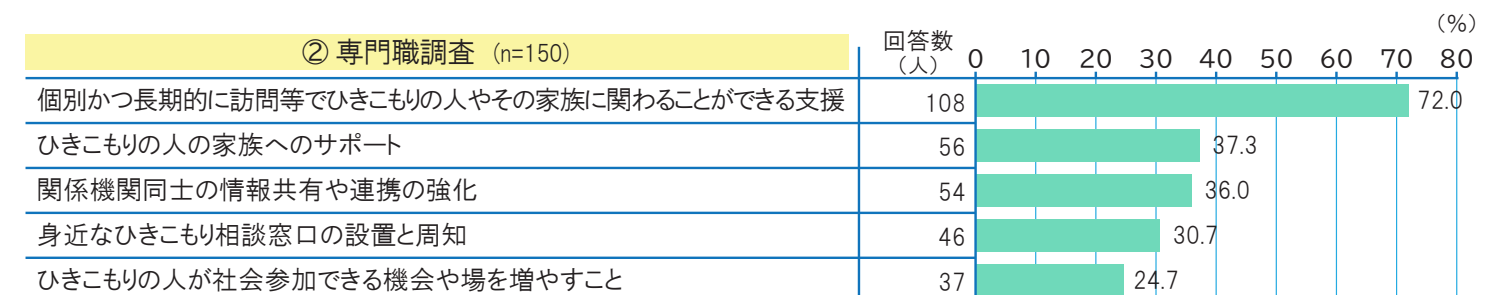 (%)
② 専門職調査 (n=150) 回答数(人) 0 10 20 30 40 50 60 70 80
個別かつ長期的に訪問等でひきこもりの人やその家族に関わることができる支援 108 72.0
ひきこもりの人の家族へのサポート 56 37.3
関係機関同士の情報共有や連携の強化 54 36.0
身近なひきこもり相談窓口の設置と周知 46 30.7
ひきこもりの人が社会参加できる機会や場を増やすこと 37 24.7